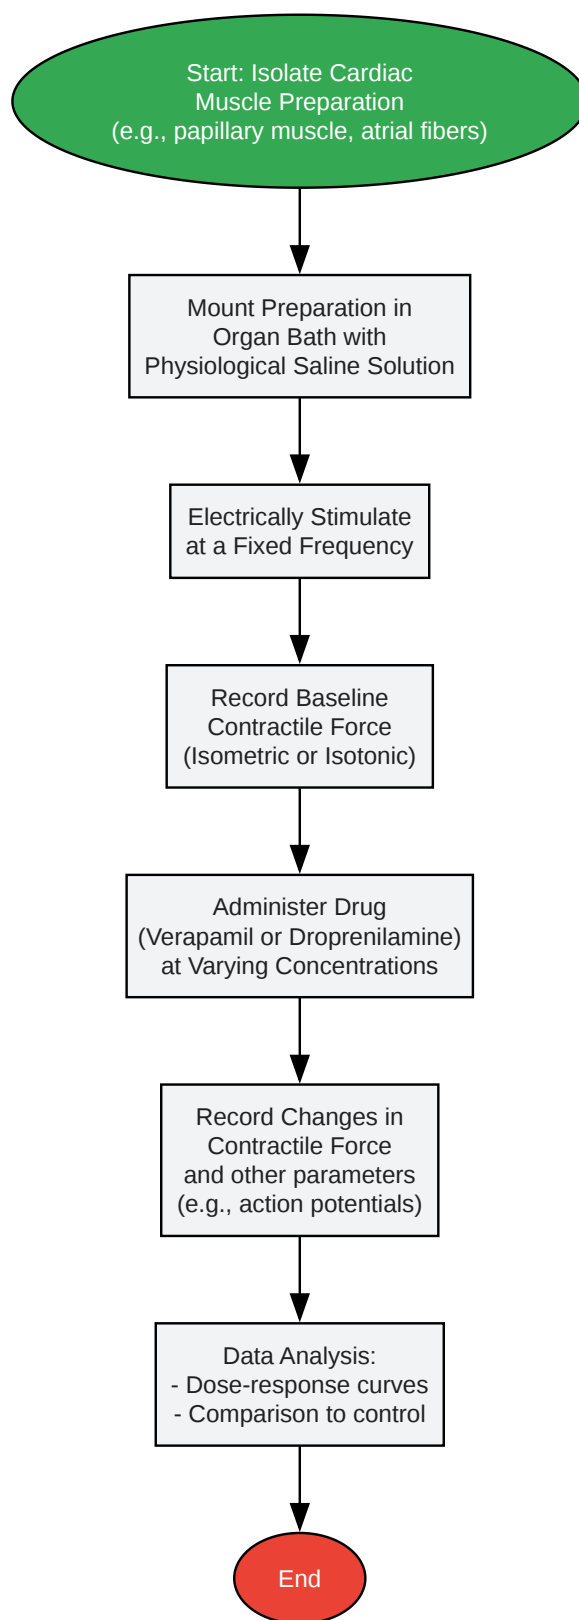 Start: Isolate Cardiac
Muscle Preparation
(e.g., papillary muscle, atrial fibers)
Mount Preparation in
Organ Bath with
Physiological Saline Solution
Electrically Stimulate
at a Fixed Frequency
Record Baseline
Contractile Force
(Isometric or Isotonic)
Administer Drug
(Verapamil or Droprenilamine)
at Varying Concentrations
Record Changes in
Contractile Force
and other parameters
(e.g., action potentials)
Data Analysis:
- Dose-response curves
- Comparison to control
End